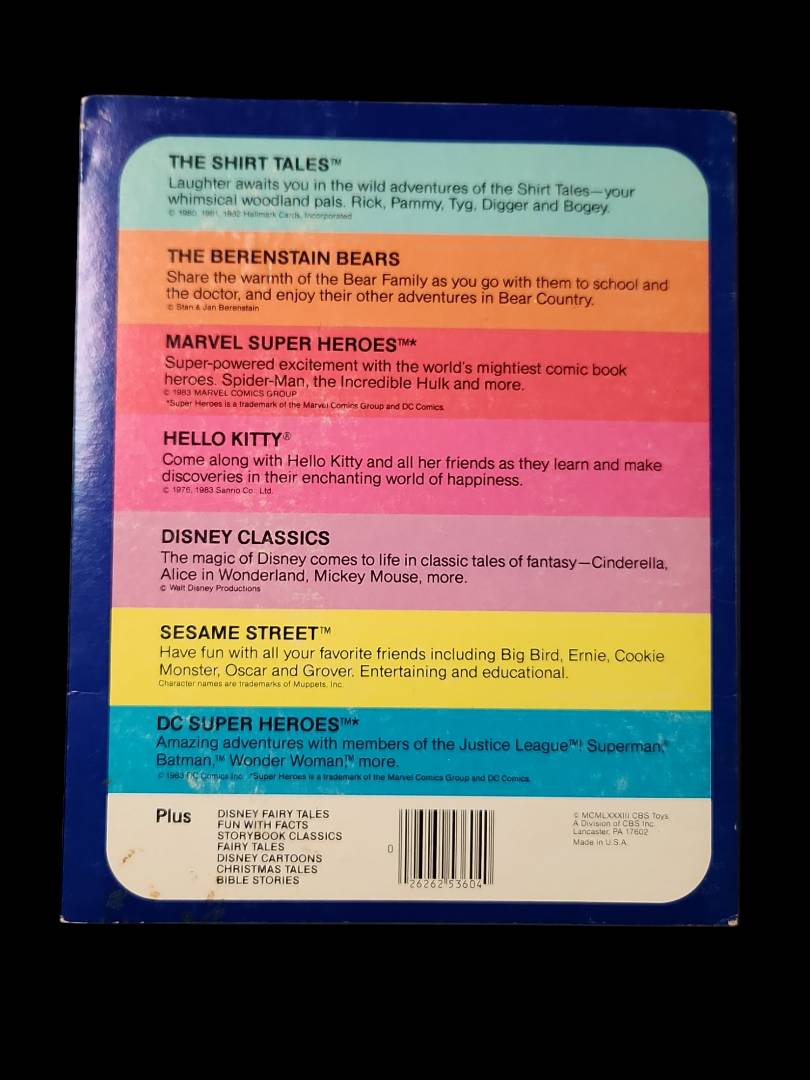 THE SHIRT TALES™
Laughter awaits you in the wild adventures of the Shirt Tales—your
whimsical woodland pals. Rick, Pammy, Tyg, Digger and Bogey.
© 1980, 1981, 1982 Hallmark Cards, Incorporated
THE BERENSTAIN BEARS
Share the warmth of the Bear Family as you go with them to school and
the doctor, and enjoy their other adventures in Bear Country.
© Stan & Jan Berenstain
MARVEL SUPER HEROES™*
Super-powered excitement with the world's mightiest comic book
heroes. Spider-Man, the Incredible Hulk and more.
© 1983 MARVEL COMICS GROUP
*Super Heroes is a trademark of the Marvel Comics Group and DC Comics.
HELLO KITTY®
Come along with Hello Kitty and all her friends as they learn and make
discoveries in their enchanting world of happiness.
© 1976, 1983 Sanrio Co. Ltd.
DISNEY CLASSICS
The magic of Disney comes to life in classic tales of fantasy—Cinderella,
Alice in Wonderland, Mickey Mouse, more.
© Walt Disney Productions
SESAME STREET™
Have fun with all your favorite friends including Big Bird, Ernie, Cookie
Monster, Oscar and Grover. Entertaining and educational.
Character names are trademarks of Muppets, Inc.
DC SUPER HEROES™*
Amazing adventures with members of the Justice League™! Superman,®
Batman,™ Wonder Woman,™ more.
© 1983 DC Comics Inc. *Super Heroes is a trademark of the Marvel Comics Group and DC Comics.
Plus
DISNEY FAIRY TALES
FUN WITH FACTS
STORYBOOK CLASSICS
FAIRY TALES
DISNEY CARTOONS
CHRISTMAS TALES
BIBLE STORIES
0 26262 53604
© MCMLXXXIII CBS Toys
A Division of CBS Inc.
Lancaster, PA 17602
Made in U.S.A.